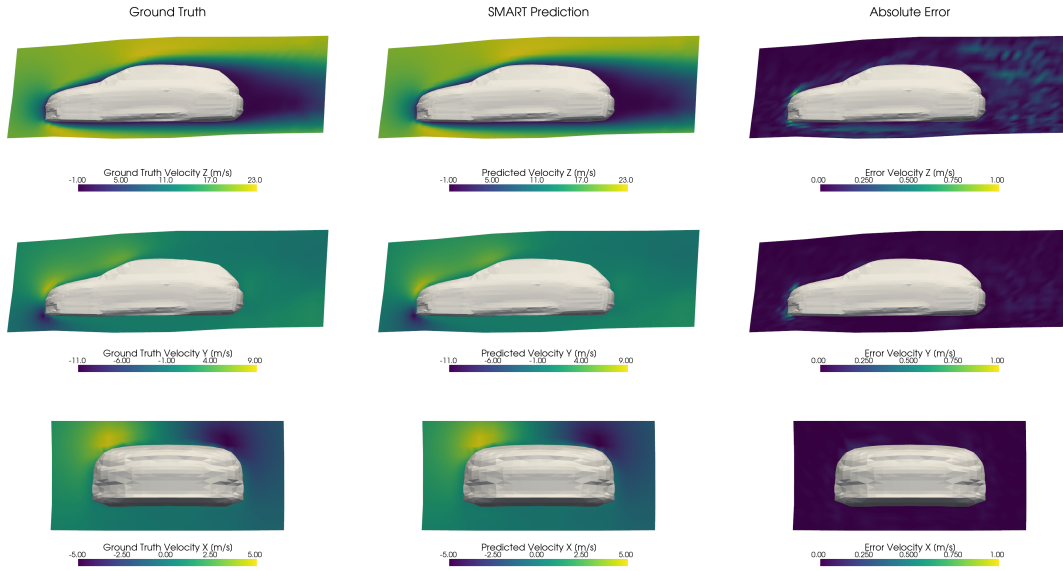 Ground Truth
SMART Prediction
Absolute Error
Ground Truth Velocity Z [m/s]
-1.00 5.00 11.0 17.0 23.0
Predicted Velocity Z [m/s]
-1.00 5.00 11.0 17.0 23.0
Error Velocity Z [m/s]
0.00 0.250 0.500 0.750 1.00
Ground Truth Velocity Y [m/s]
-11.0 -6.00 -1.00 4.00 9.00
Predicted Velocity Y [m/s]
-11.0 -6.00 -1.00 4.00 9.00
Error Velocity Y [m/s]
0.00 0.250 0.500 0.750 1.00
Ground Truth Velocity X [m/s]
-5.00 -2.50 0.00 2.50 5.00
Predicted Velocity X [m/s]
-5.00 -2.50 0.00 2.50 5.00
Error Velocity X [m/s]
0.00 0.250 0.500 0.750 1.00